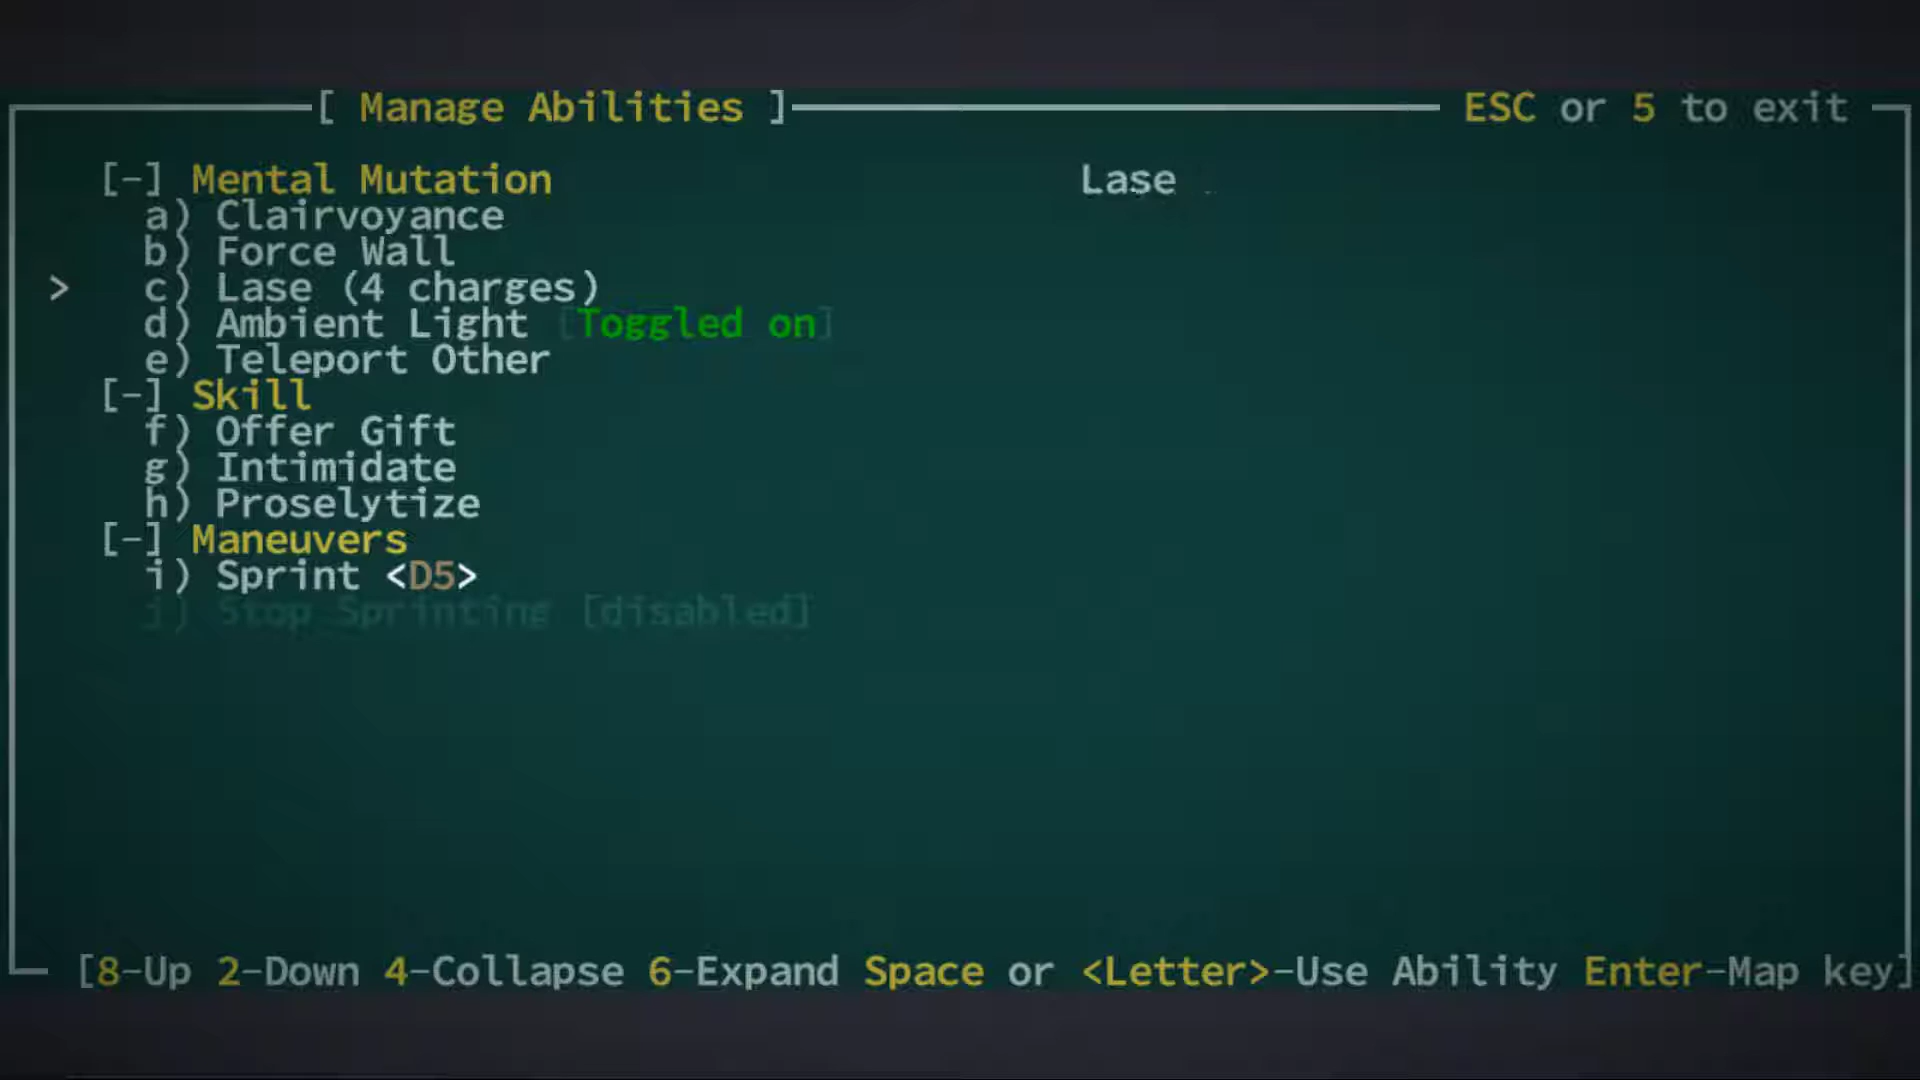 [ Manage Abilities ] ESC or 5 to exit
[-] Mental Mutation
Lase
a) Clairvoyance
b) Force Wall
> c) Lase (4 charges)
d) Ambient Light [Toggled on]
e) Teleport Other
[-] Skill
f) Offer Gift
g) Intimidate
h) Proselytize
[-] Maneuvers
i) Sprint <D5>
j) Stop Sprinting [disabled]
[8-Up 2-Down 4-Collapse 6-Expand Space or <Letter>-Use Ability Enter-Map key]